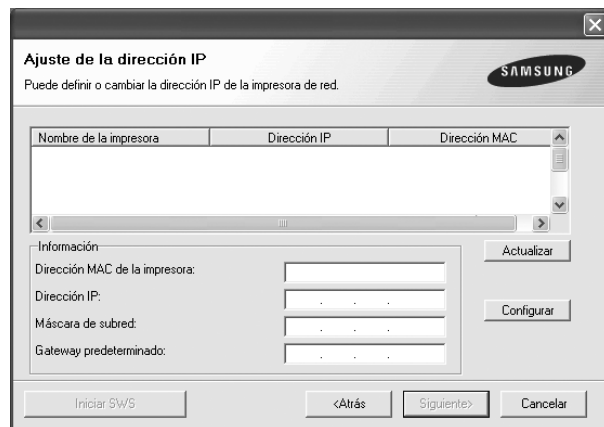 Ajuste de la dirección IP
Puede definir o cambiar la dirección IP de la impresora de red.
SAMSUNG
Nombre de la impresora Dirección IP Dirección MAC
Información
Dirección MAC de la impresora:
Dirección IP:
Máscara de subred:
Gateway predeterminado:
Actualizar
Configurar
Iniciar SWS <Atrás Siguiente> Cancelar